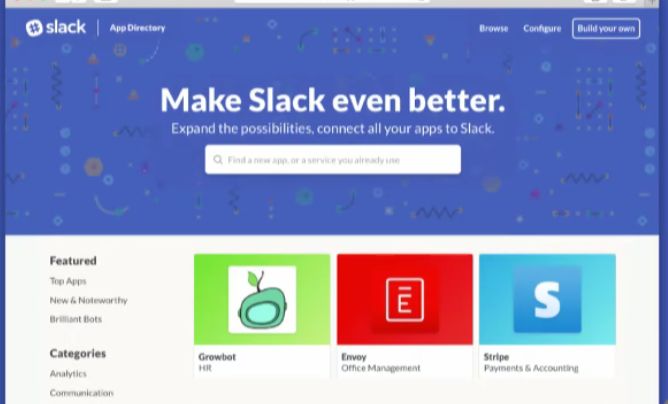 slack
App Directory
Browse
Configure
Build your own
Make Slack even better.
Expand the possibilities, connect all your apps to Slack.
Find a new app, or a service you already use
Featured
Top Apps
New & Noteworthy
Brilliant Bots
Categories
Analytics
Communication
Growbot
HR
Envoy
Office Management
Stripe
Payments & Accounting
E
S